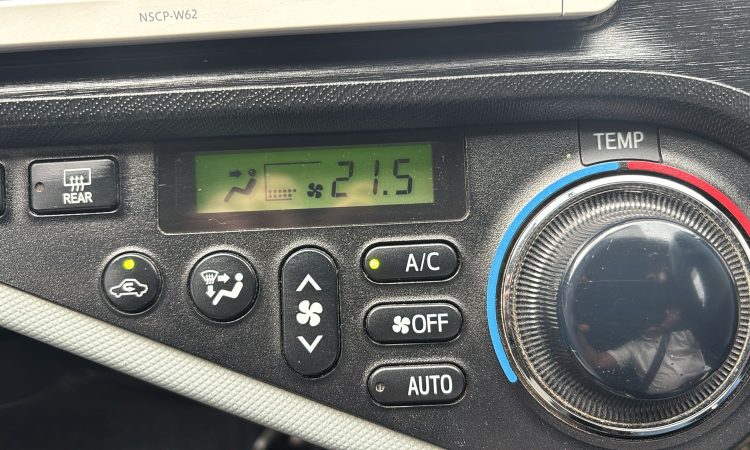 NSCP-W62
TEMP
REAR
21.5
A/C
OFF
AUTO